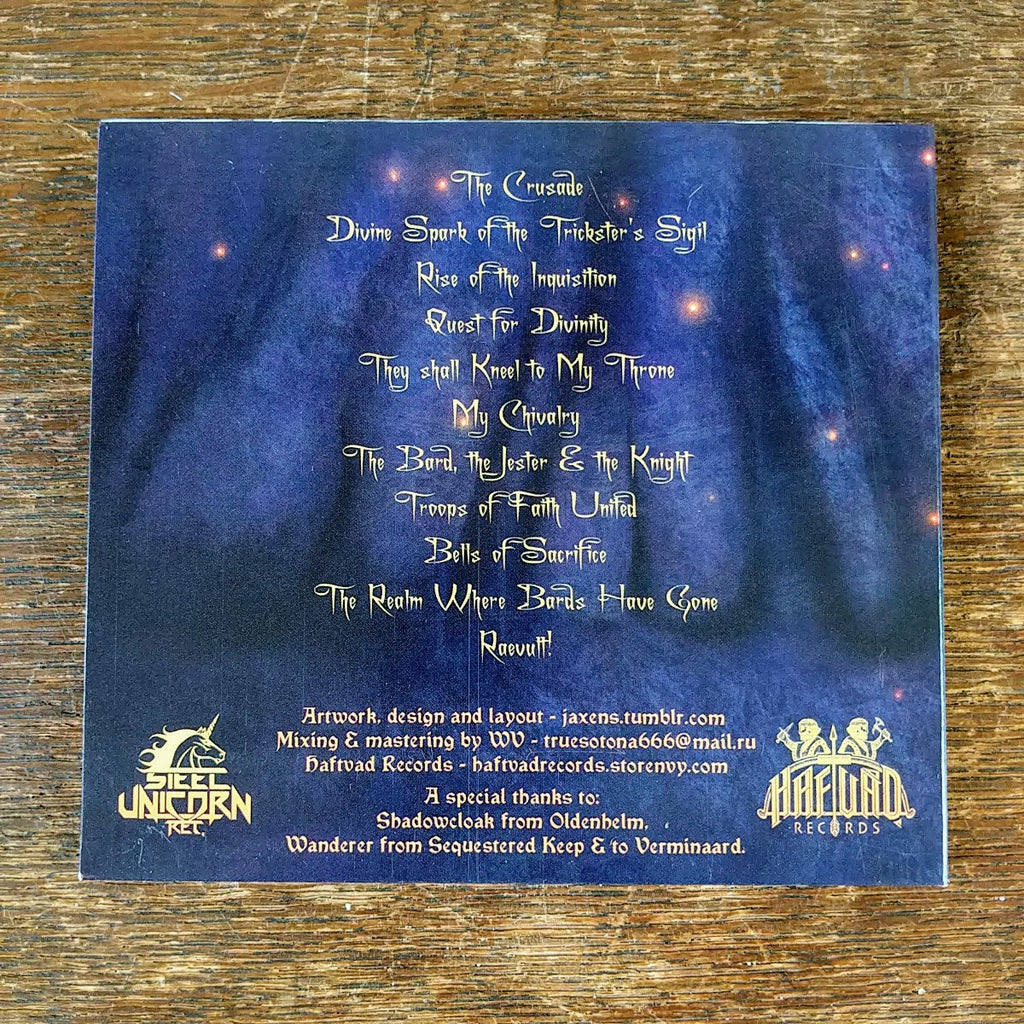 The Crusade
Divine Spark of the Trickster's Sigil
Rise of the Inquisition
Quest for Divinity
They shall Kneel to My Throne
My Chivalry
The Bard, the Jester & the Knight
Troops of Faith United
Bells of Sacrifice
The Realm Where Bards Have Gone
Raevutt!
Artwork, design and layout - jaxens.tumblr.com
Mixing & mastering by WV - truesotona666@mail.ru
Haftvad Records - haftvadrecords.storenvy.com
A special thanks to:
Shadowcloak from Oldenhelm,
Wanderer from Sequestered Keep & to Verminaard.
STEEL
UNICORN
REC.
HAFTVAD
RECORDS